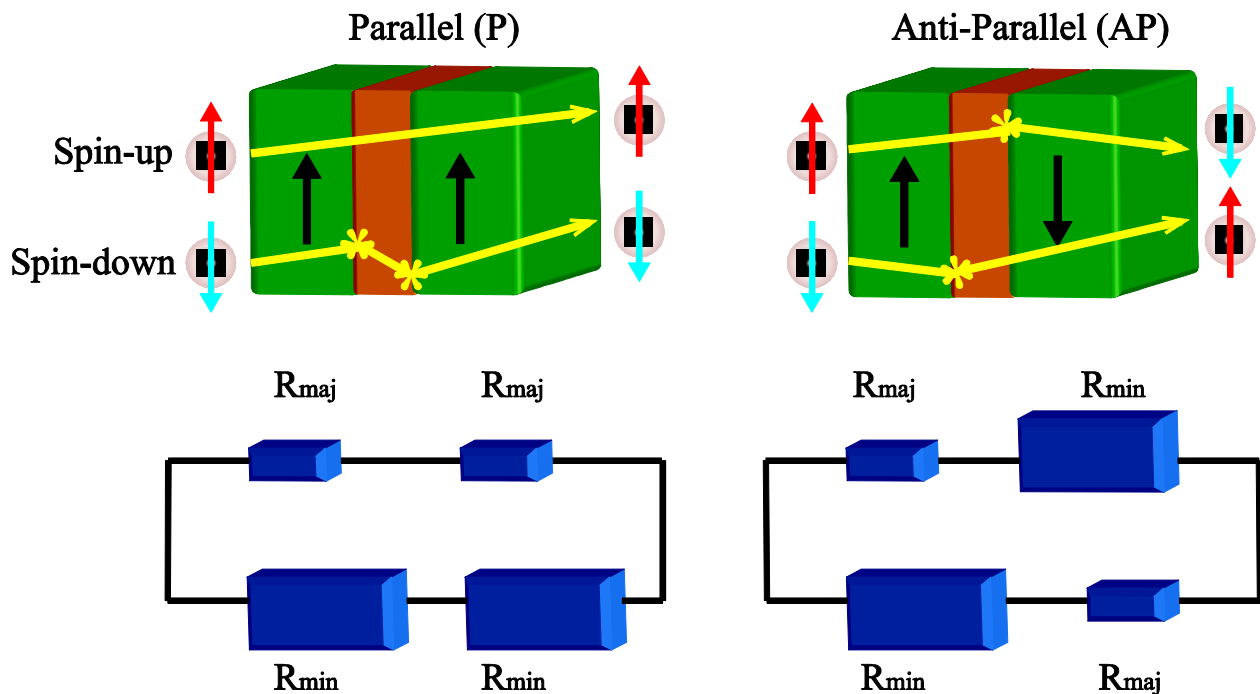 Parallel (P)
Anti-Parallel (AP)
Spin-up
Spin-down
Rmaj
Rmaj
Rmaj
Rmin
Rmin
Rmin
Rmin
Rmaj